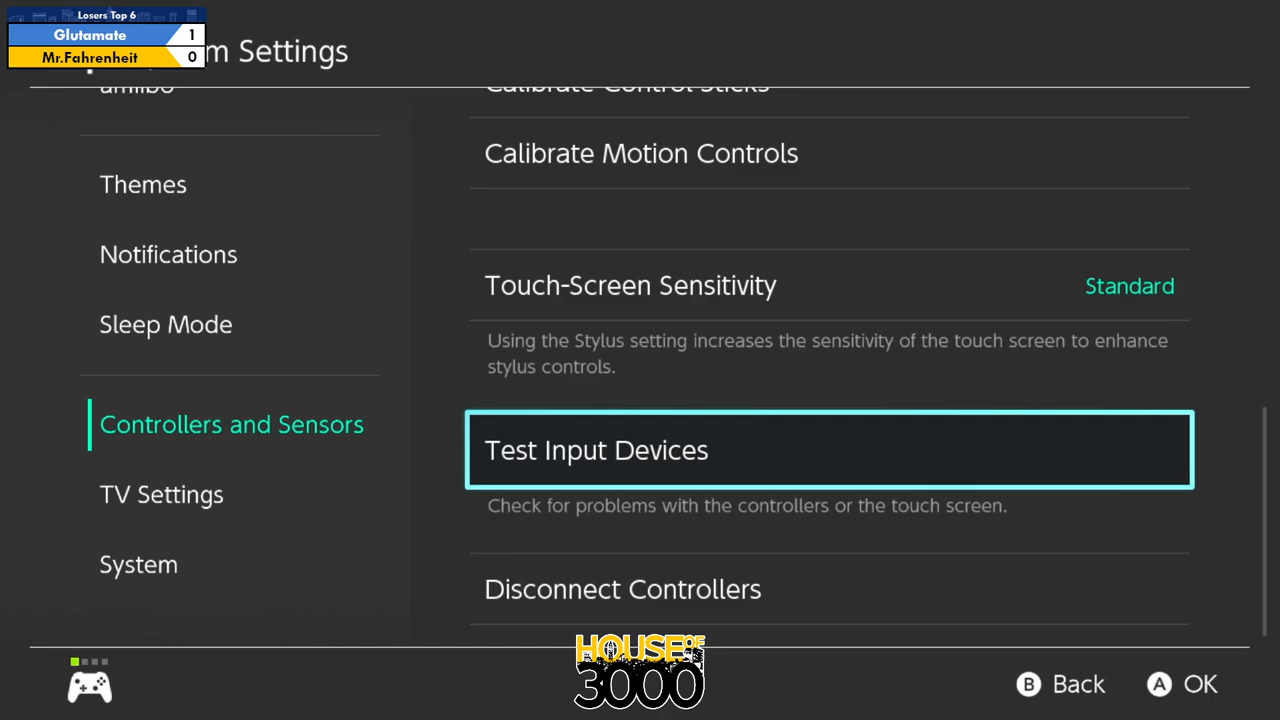 Losers Top 6
Glutamate 1
Mr.Fahrenheit 0
m Settings
amiibo
Calibrate Control Sticks
Calibrate Motion Controls
Themes
Notifications
Sleep Mode
Touch-Screen Sensitivity Standard
Using the Stylus setting increases the sensitivity of the touch screen to enhance
stylus controls.
Controllers and Sensors
Test Input Devices
Check for problems with the controllers or the touch screen.
TV Settings
System
Disconnect Controllers
HOUSE OF
3000
B Back A OK